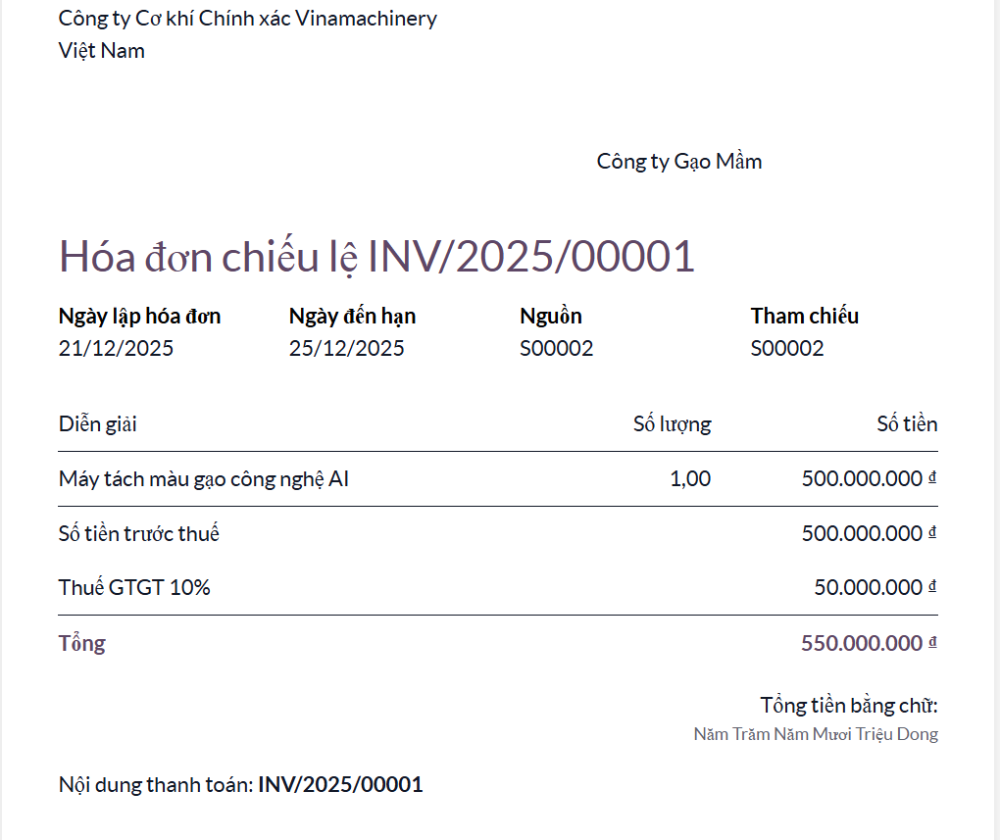 Công ty Cơ khí Chính xác Vinamachinery
Việt Nam
Công ty Gạo Mầm
Hóa đơn chiếu lệ INV/2025/00001
Ngày lập hóa đơn Ngày đến hạn Nguồn Tham chiếu
21/12/2025 25/12/2025 S00002 S00002
Diễn giải Số lượng Số tiền
Máy tách màu gạo công nghệ AI 1,00 500.000.000 ₫
Số tiền trước thuế 500.000.000 ₫
Thuế GTGT 10% 50.000.000 ₫
Tổng 550.000.000 ₫
Tổng tiền bằng chữ:
Năm Trăm Năm Mươi Triệu Dong
Nội dung thanh toán: INV/2025/00001